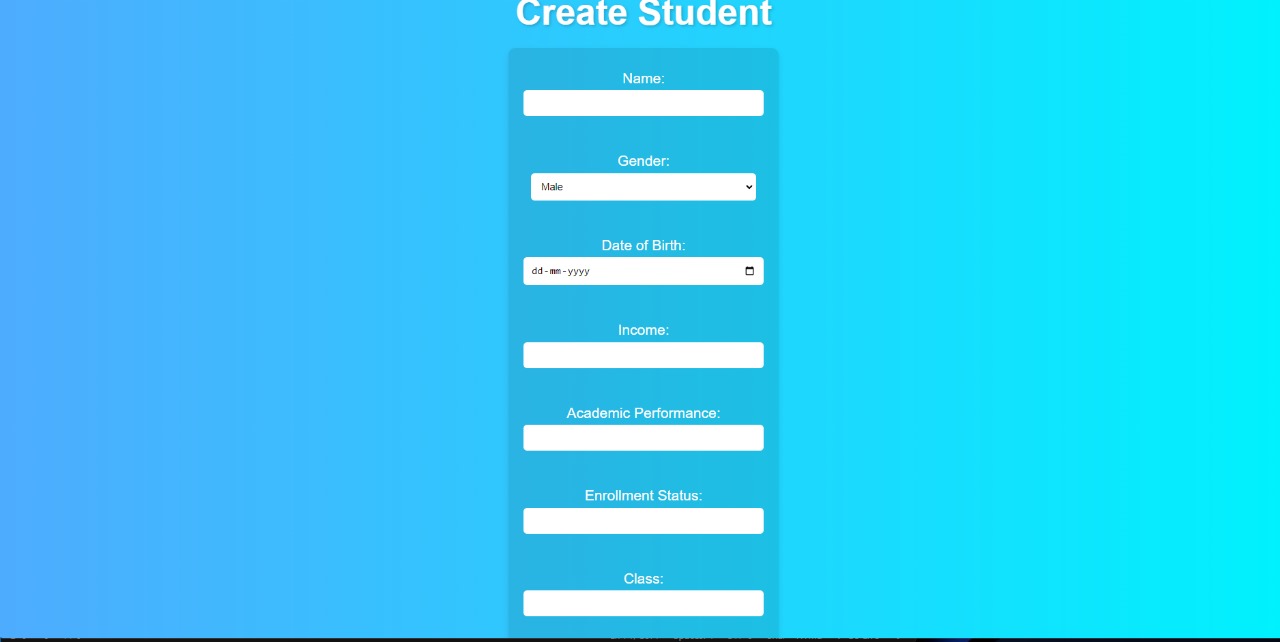 Create Student
Name:
Gender:
Male
Date of Birth:
dd-mm-yyyy
Income:
Academic Performance:
Enrollment Status:
Class: